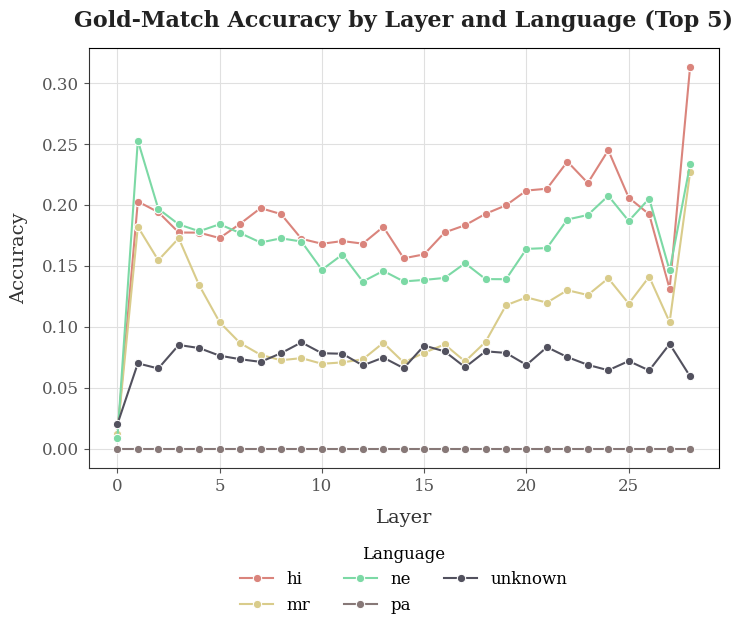 Gold-Match Accuracy by Layer and Language (Top 5)
Accuracy
0.30
0.25
0.20
0.15
0.10
0.05
0.00
0 5 10 15 20 25
Layer
Language
hi ne unknown
mr pa